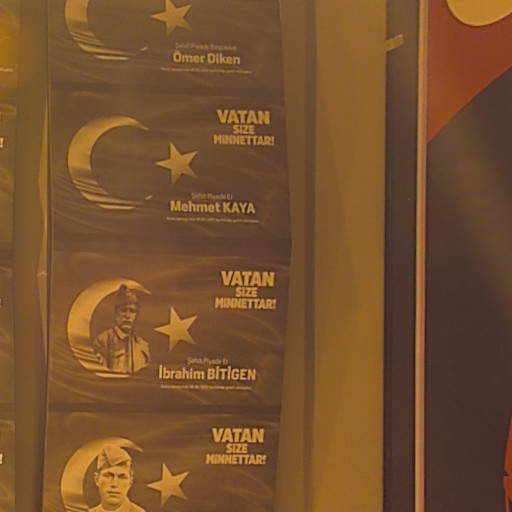 Şehit Piyade Başçavuş
Ömer Diken
VATAN
SİZE
MİNNETTAR!
Şehit Piyade Er
Mehmet KAYA
VATAN
SİZE
MİNNETTAR!
Şehit Piyade Er
İbrahim BİTİGEN
VATAN
SİZE
MİNNETTAR!